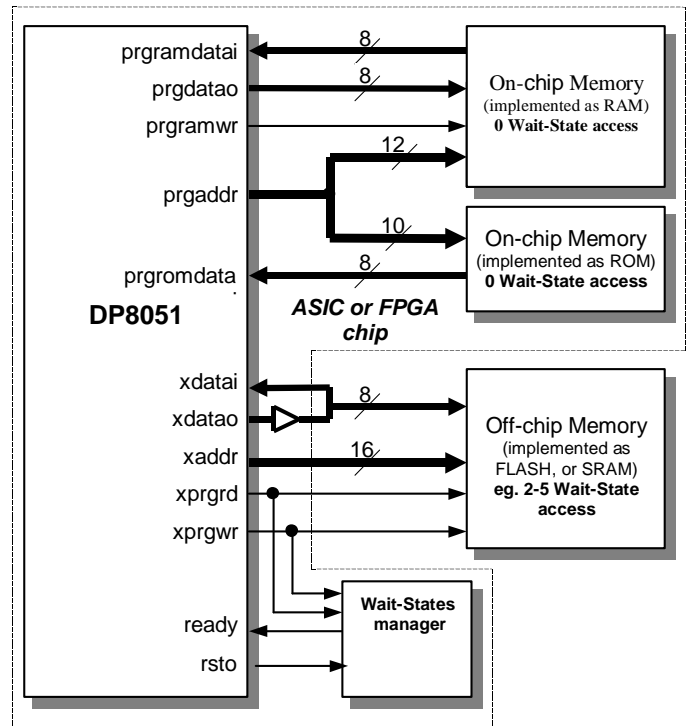 prgramdatai
8
prgdatao
8
prgramwr
On-chip Memory
(implemented as RAM)
0 Wait-State access
12
prgaddr
10
On-chip Memory
(implemented as ROM)
0 Wait-State access
prgromdata
8
.
DP8051
ASIC or FPGA
chip
xdatai
8
xdatao
Off-chip Memory
(implemented as
FLASH, or SRAM)
eg. 2-5 Wait-State
access
xaddr
16
xprgrd
xprgwr
Wait-States
manager
ready
rsto